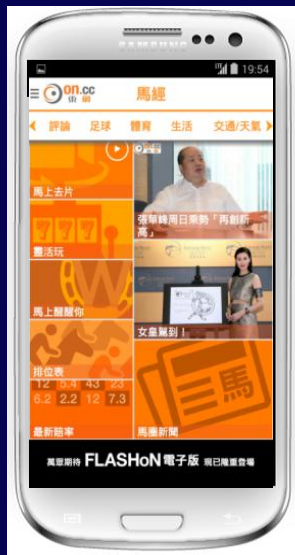 SAMSUNG
19:54
on.cc
東網
馬經
評論 足球 體育 生活 交通/天氣
馬上去片
777
靈活玩
張華峰周日乘勢「再創新
高」
W
馬上醒醒你
女皇駕到！
排位表
12 5.4 43 23
6.2 2.2 12 7.3
最新賠率
馬
馬圈新聞
萬眾期待 FLASHoN 電子版 現已隆重登場